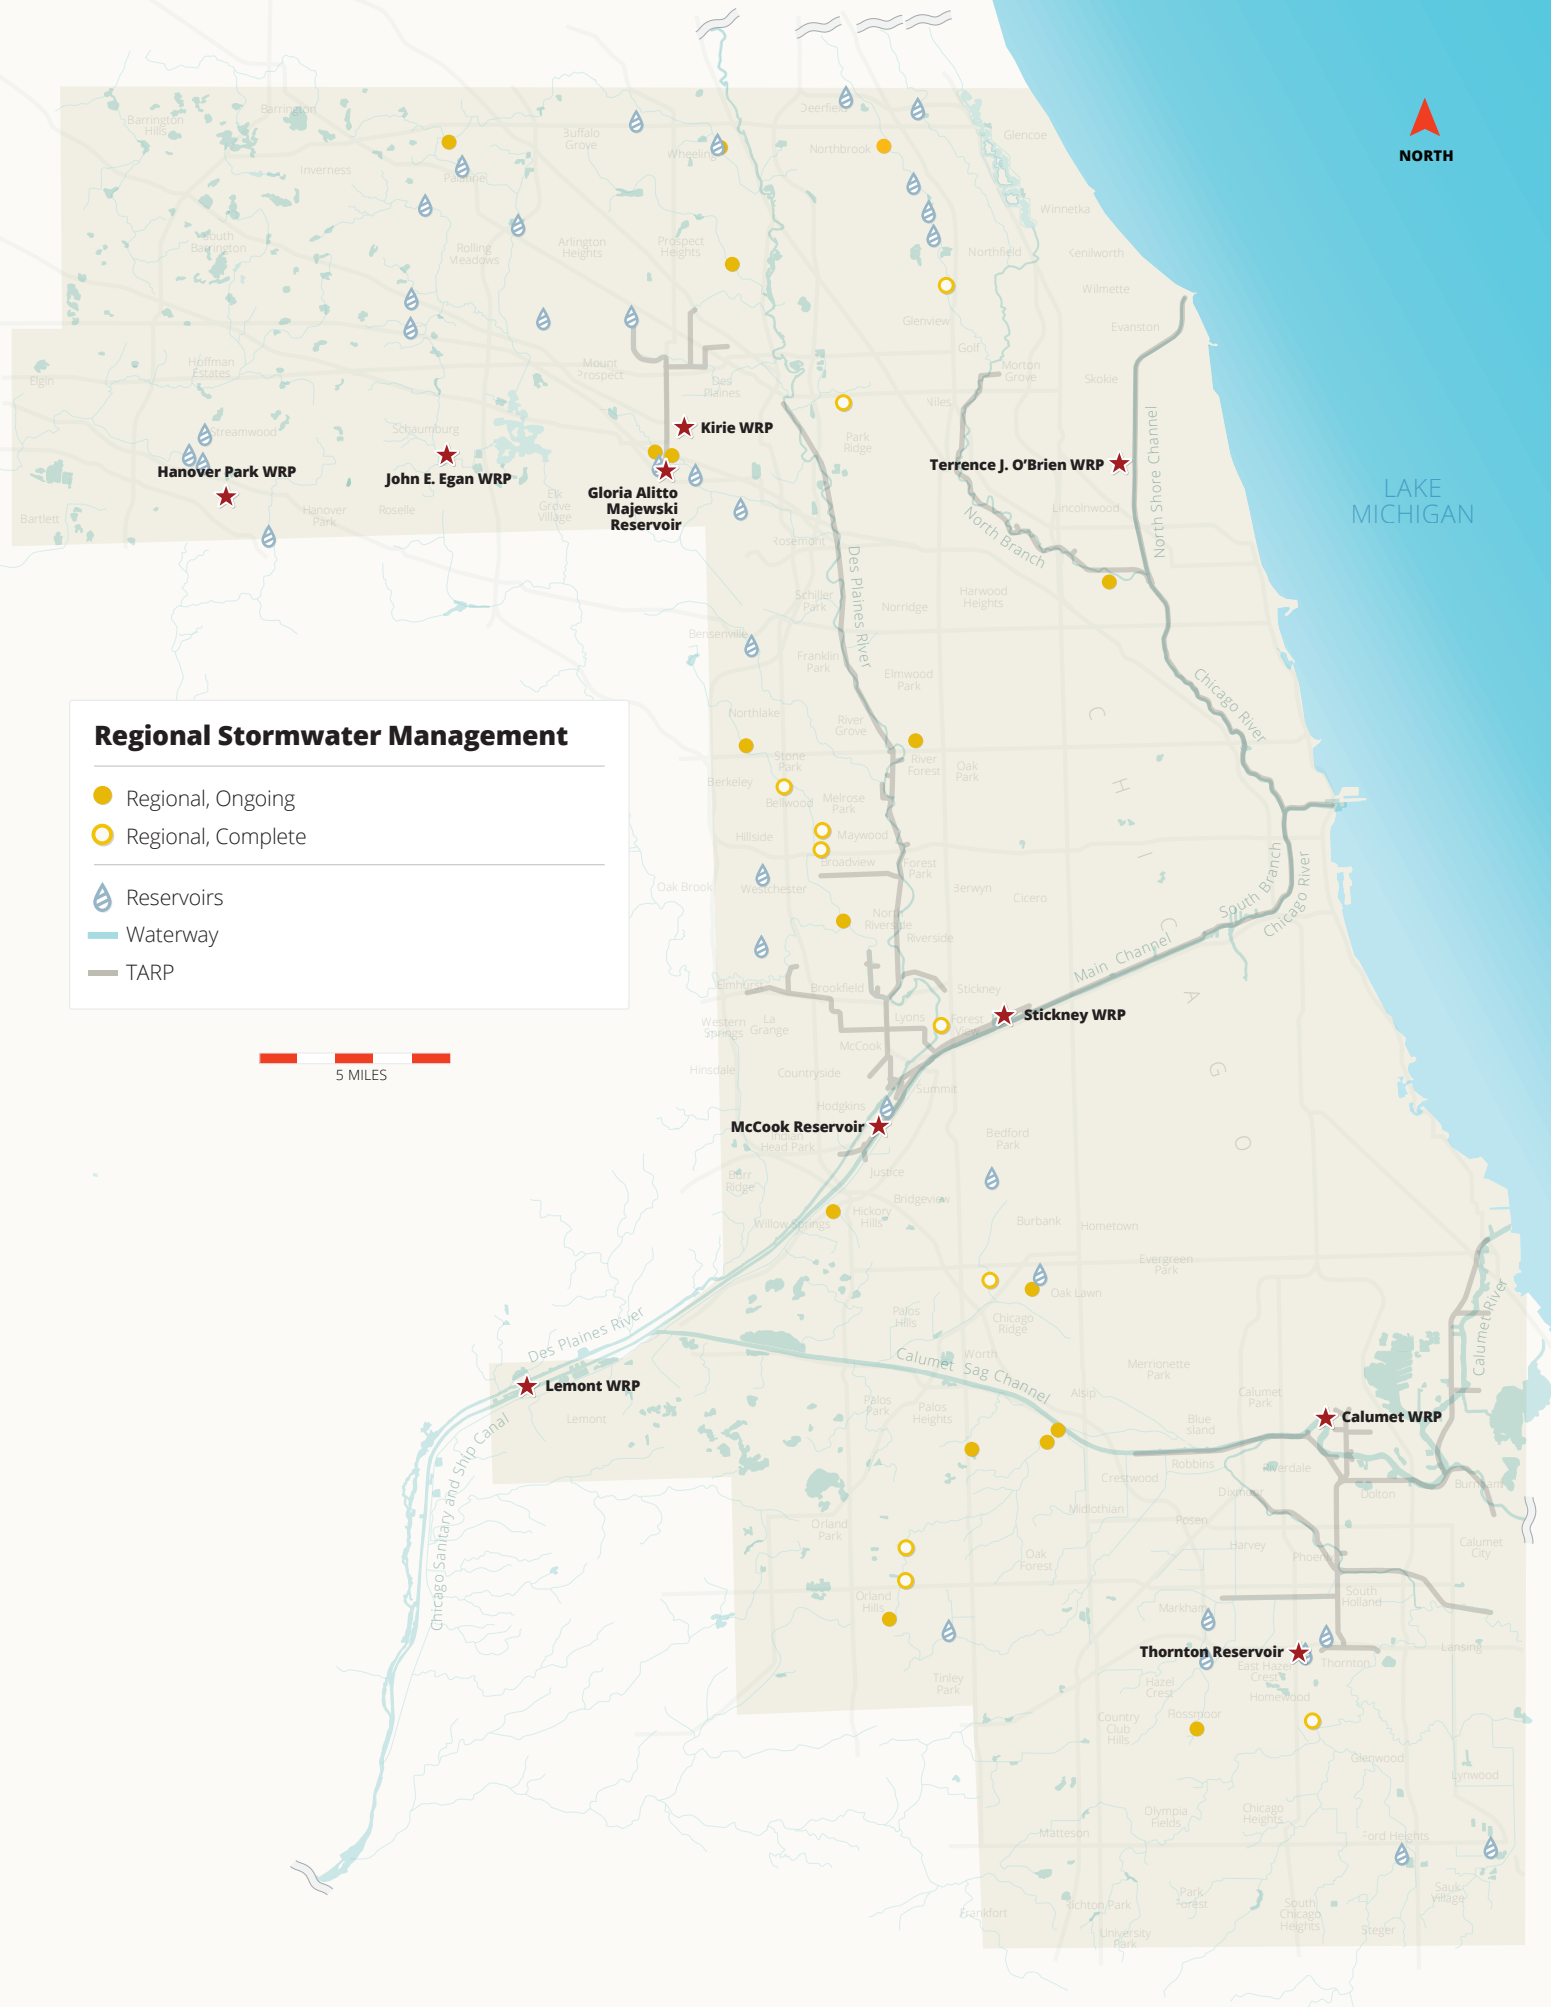 Barrington
Barrington
Hills
Deerfield
Glencoe
Buffalo
Grove
Wheeling
Northbrook
NORTH
Inverness
Palatine
Winnetka
South
Barrington
Rolling
Meadows
Arlington
Heights
Prospect
Heights
Northfield
Kenilworth
Wilmette
Glenview
Evanston
Golf
Hoffman
Estates
Mount
Prospect
Morton
Grove
Elgin
Des
Plaines
Skokie
Niles
Streamwood
Schaumburg
Kirie WRP
Park
Ridge
North Shore Channel
Hanover Park WRP
John E. Egan WRP
Terrence J. O'Brien WRP
Gloria Alitto
Majewski
Reservoir
LAKE
MICHIGAN
Elk
Grove
Village
Bartlett
Hanover
Park
Roselle
Lincolnwood
North Branch
Rosemont
Des Plaines River
Schiller
Park
Norridge
Harwood
Heights
Bensenville
Franklin
Park
Elmwood
Park
Chicago River
Northlake
River
Grove
CHICAGO
Regional Stormwater Management
Stone
Park
River
Forest
Oak
Park
Berkeley
Regional, Ongoing
Bellwood
Melrose
Park
Regional, Complete
Hillside
Maywood
Broadview
Forest
Park
South Branch
Chicago River
Oak Brook
Westchester
Berwyn
Cicero
Reservoirs
North
Riverside
Riverside
Waterway
Main Channel
TARP
Elmhurst
Brookfield
Stickney
Western
Springs
La
Grange
Lyons
Forest
View
Stickney WRP
McCook
5 MILES
Hinsdale
Countryside
Summit
Hodgkins
McCook Reservoir
Indian
Head Park
Bedford
Park
Burr
Ridge
Justice
Bridgeview
Willow Springs
Hickory
Hills
Burbank
Hometown
Evergreen
Park
Oak Lawn
Palos
Hills
Chicago
Ridge
Calumet River
Des Plaines River
Worth
Calumet Sag Channel
Merrionette
Park
Lemont WRP
Lemont
Palos
Park
Palos
Heights
Alsip
Calumet
Park
Calumet WRP
Blue
Island
Chicago Sanitary and Ship Canal
Robbins
Riverdale
Crestwood
Dixmoor
Dolton
Burnham
Midlothian
Posen
Orland
Park
Harvey
Calumet
City
Oak
Forest
Phoenix
Orland
Hills
South
Holland
Markham
Thornton Reservoir
Lansing
East Hazel
Crest
Thornton
Tinley
Park
Hazel
Crest
Homewood
Country
Club
Hills
Flossmoor
Glenwood
Lynwood
Olympia
Fields
Chicago
Heights
Matteson
Ford Heights
Sauk
Village
Frankfort
Richton Park
Park
Forest
South
Chicago
Heights
Steger
University
Park